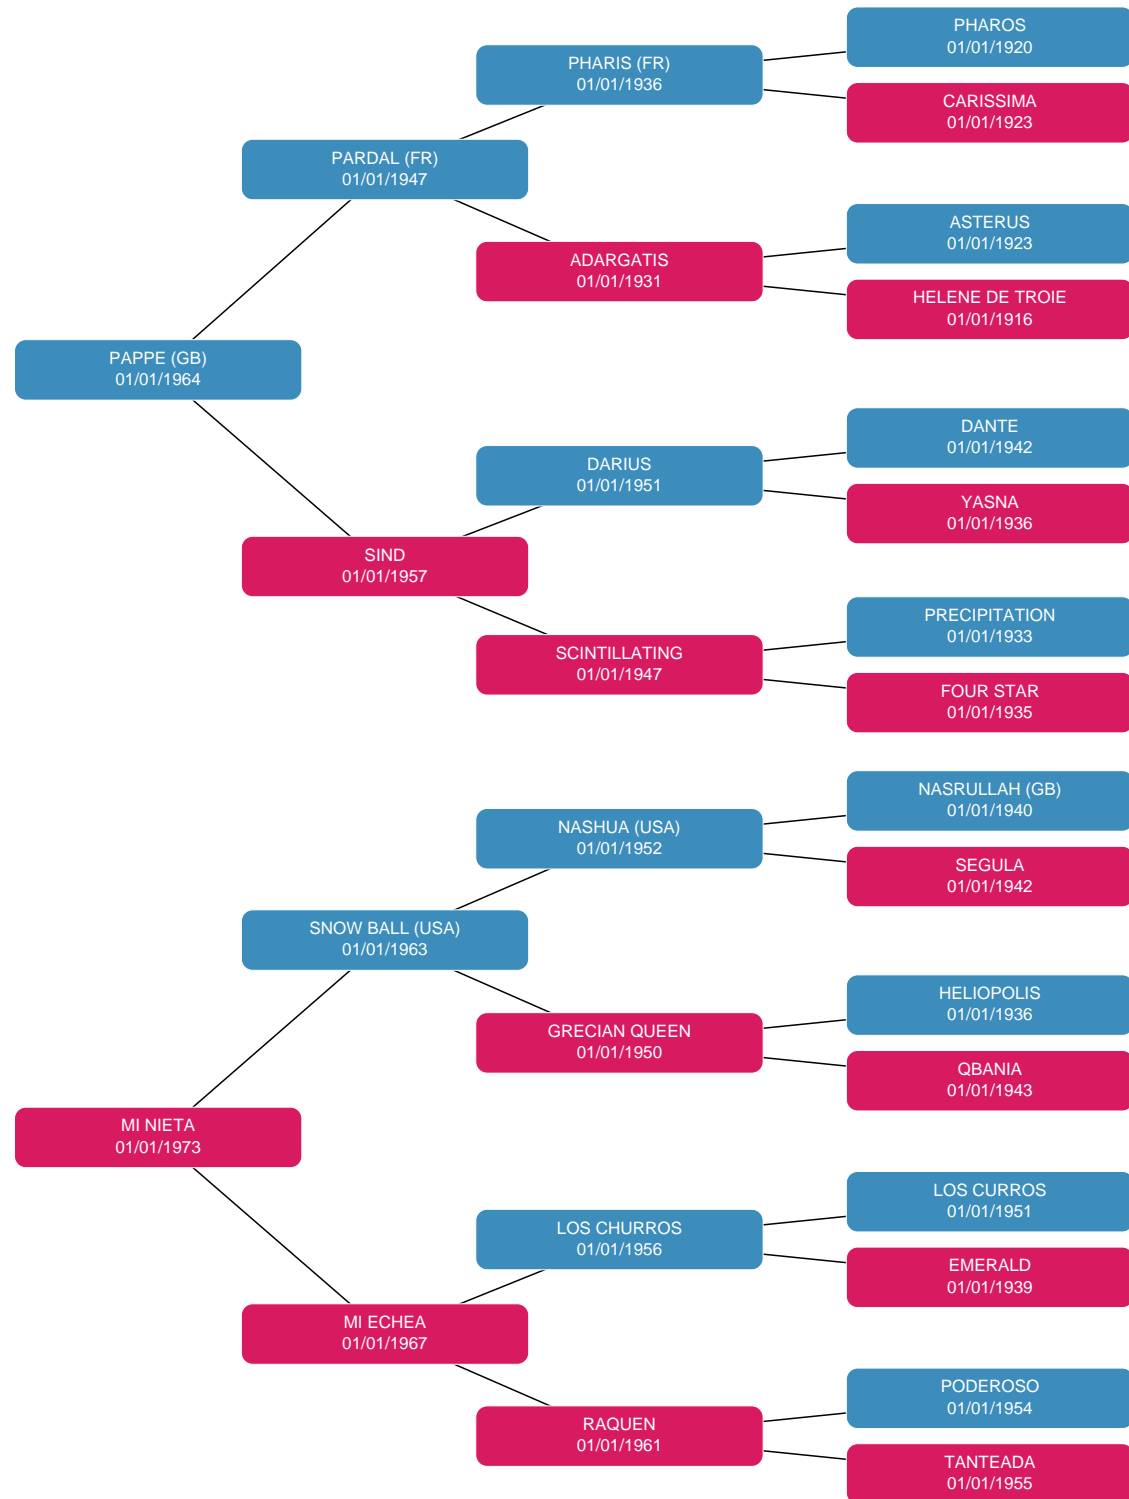 PHAROS
01/01/1920
PHARIS (FR)
01/01/1936
CARISSIMA
01/01/1923
PARDAL (FR)
01/01/1947
ASTERUS
01/01/1923
ADARGATIS
01/01/1931
HELENE DE TROIE
01/01/1916
PAPPE (GB)
01/01/1964
DANTE
01/01/1942
DARIUS
01/01/1951
YASNA
01/01/1936
SIND
01/01/1957
PRECIPITATION
01/01/1933
SCINTILLATING
01/01/1947
FOUR STAR
01/01/1935
NASRULLAH (GB)
01/01/1940
NASHUA (USA)
01/01/1952
SEGULA
01/01/1942
SNOW BALL (USA)
01/01/1963
HELIOPOLIS
01/01/1936
GRECIAN QUEEN
01/01/1950
QBANIA
01/01/1943
MI NIETA
01/01/1973
LOS CURROS
01/01/1951
LOS CHURROS
01/01/1956
EMERALD
01/01/1939
MI ECHEA
01/01/1967
PODEROSO
01/01/1954
RAQUEN
01/01/1961
TANTEADA
01/01/1955